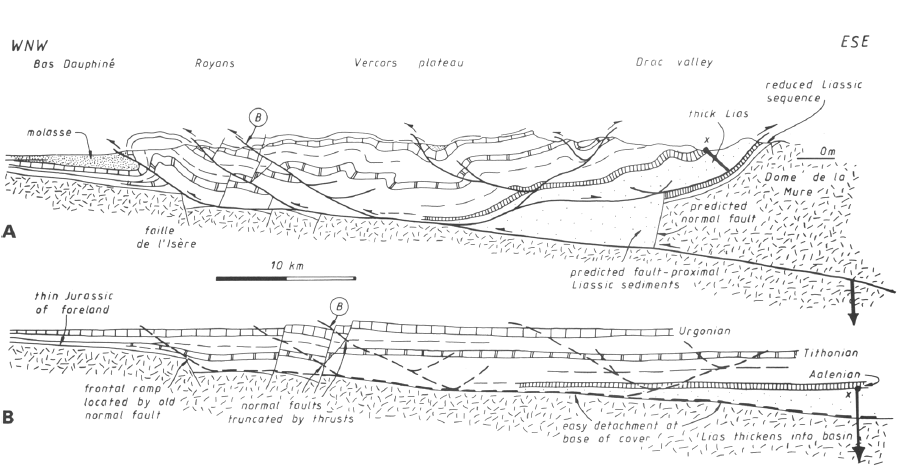 WNW
ESE
Bas Dauphiné
Royans
Vercors plateau
Drac valley
reduced Liassic
sequence
B
thick Lias
molasse
x
0m
Dome de la
Mure
predicted
normal fault
A
faille
de l'Isère
10 km
predicted fault-proximal
Liassic sediments
thin Jurassic
of foreland
B
Urgonian
Tithonian
Aalenian
x
frontal ramp
located by old
normal fault
normal faults
truncated by thrusts
B
easy detachment at
base of cover
Lias thickens into basin